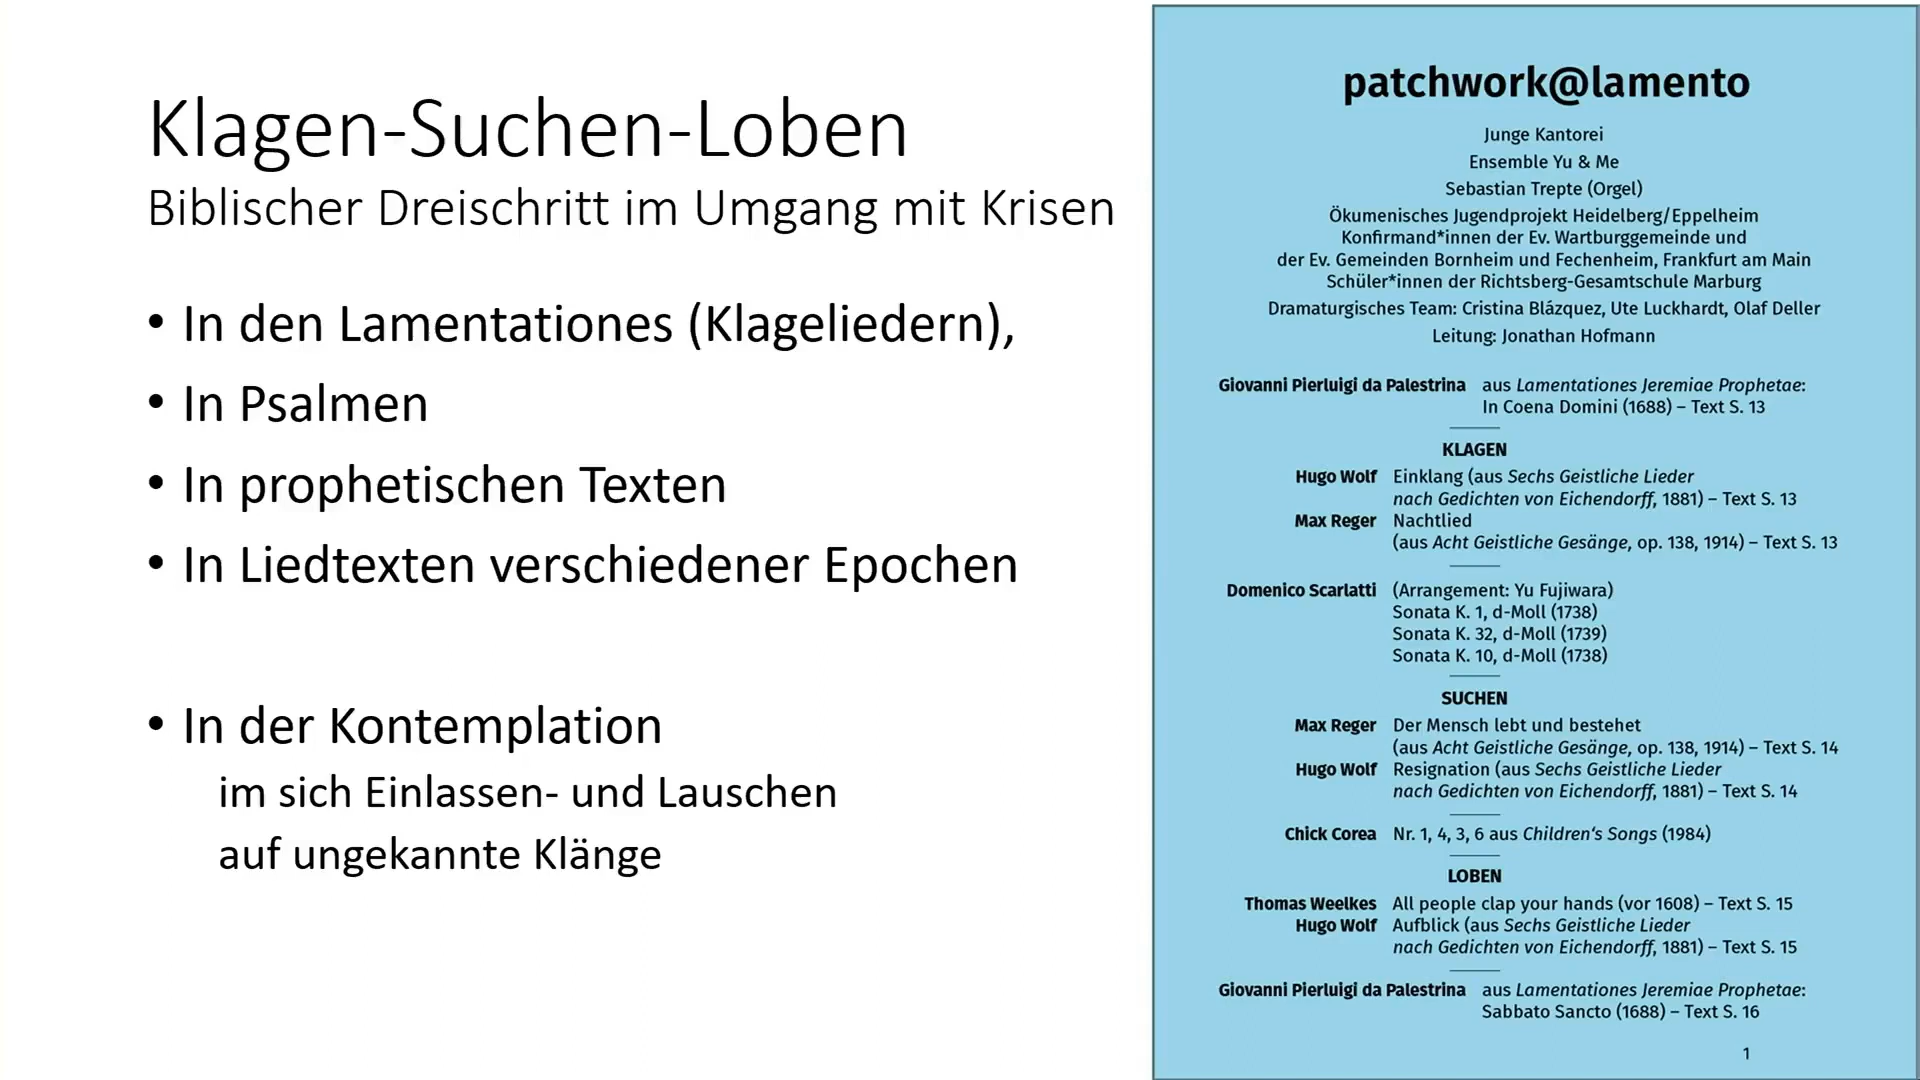 Klagen-Suchen-Loben
Biblischer Dreischritt im Umgang mit Krisen
• In den Lamentationes (Klageliedern),
• In Psalmen
• In prophetischen Texten
• In Liedtexten verschiedener Epochen
• In der Kontemplation
im sich Einlassen- und Lauschen
auf ungekannte Klänge
patchwork@lamento
Junge Kantorei
Ensemble Yu & Me
Sebastian Trepte (Orgel)
Ökumenisches Jugendprojekt Heidelberg/Eppelheim
Konfirmand*innen der Ev. Wartburggemeinde und
der Ev. Gemeinden Bornheim und Fechenheim, Frankfurt am Main
Schüler*innen der Richtsberg-Gesamtschule Marburg
Dramaturgisches Team: Cristina Blázquez, Ute Luckhardt, Olaf Deller
Leitung: Jonathan Hofmann
Giovanni Pierluigi da Palestrina aus Lamentationes Jeremiae Prophetae:
In Coena Domini (1688) – Text S. 13
KLAGEN
Hugo Wolf Einklang (aus Sechs Geistliche Lieder
nach Gedichten von Eichendorff, 1881) – Text S. 13
Max Reger Nachtlied
(aus Acht Geistliche Gesänge, op. 138, 1914) – Text S. 13
Domenico Scarlatti (Arrangement: Yu Fujiwara)
Sonata K. 1, d-Moll (1738)
Sonata K. 32, d-Moll (1739)
Sonata K. 10, d-Moll (1738)
SUCHEN
Max Reger Der Mensch lebt und bestehet
(aus Acht Geistliche Gesänge, op. 138, 1914) – Text S. 14
Hugo Wolf Resignation (aus Sechs Geistliche Lieder
nach Gedichten von Eichendorff, 1881) – Text S. 14
Chick Corea Nr. 1, 4, 3, 6 aus Children‘s Songs (1984)
LOBEN
Thomas Weelkes All people clap your hands (vor 1608) – Text S. 15
Hugo Wolf Aufblick (aus Sechs Geistliche Lieder
nach Gedichten von Eichendorff, 1881) – Text S. 15
Giovanni Pierluigi da Palestrina aus Lamentationes Jeremiae Prophetae:
Sabbato Sancto (1688) – Text S. 16
1